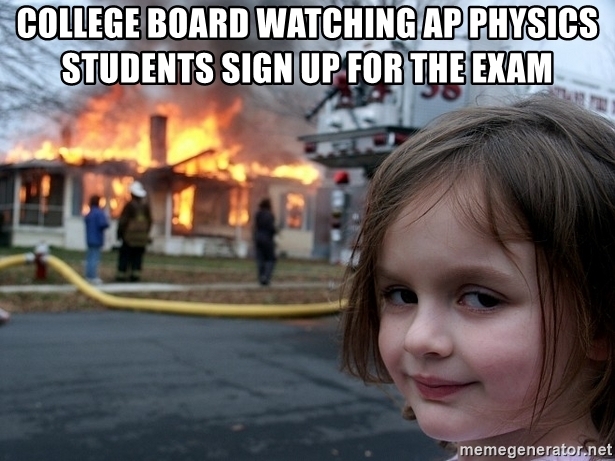 COLLEGE BOARD WATCHING AP PHYSICS
STUDENTS SIGN UP FOR THE EXAM
memegenerator.net